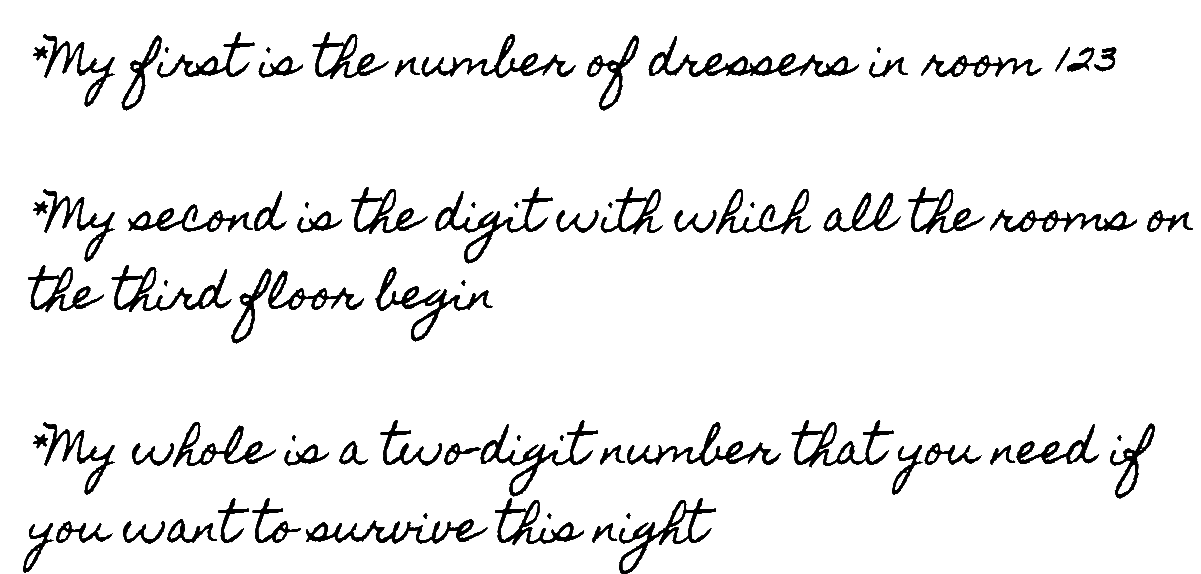 *My first is the number of dressers in room 123
*My second is the digit with which all the rooms on
the third floor begin
*My whole is a two-digit number that you need if
you want to survive this night